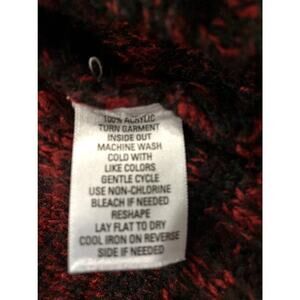 100% ACRYLIC
TURN GARMENT
INSIDE OUT
MACHINE WASH
COLD WITH
LIKE COLORS
GENTLE CYCLE
USE NON-CHLORINE
BLEACH IF NEEDED
RESHAPE
LAY FLAT TO DRY
COOL IRON ON REVERSE
SIDE IF NEEDED